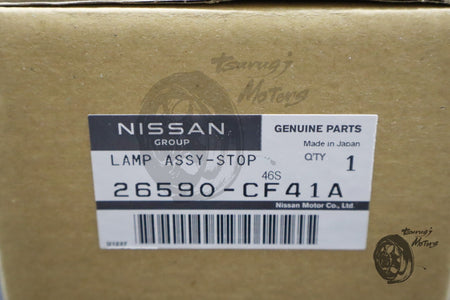 tsurugi
Motors
NISSAN
GROUP
GENUINE PARTS
Made in Japan
LAMP ASSY-STOP
QTY 1
46S
26590-CF41A
Nissan Motor Co., Ltd.
tsurugi
Motors